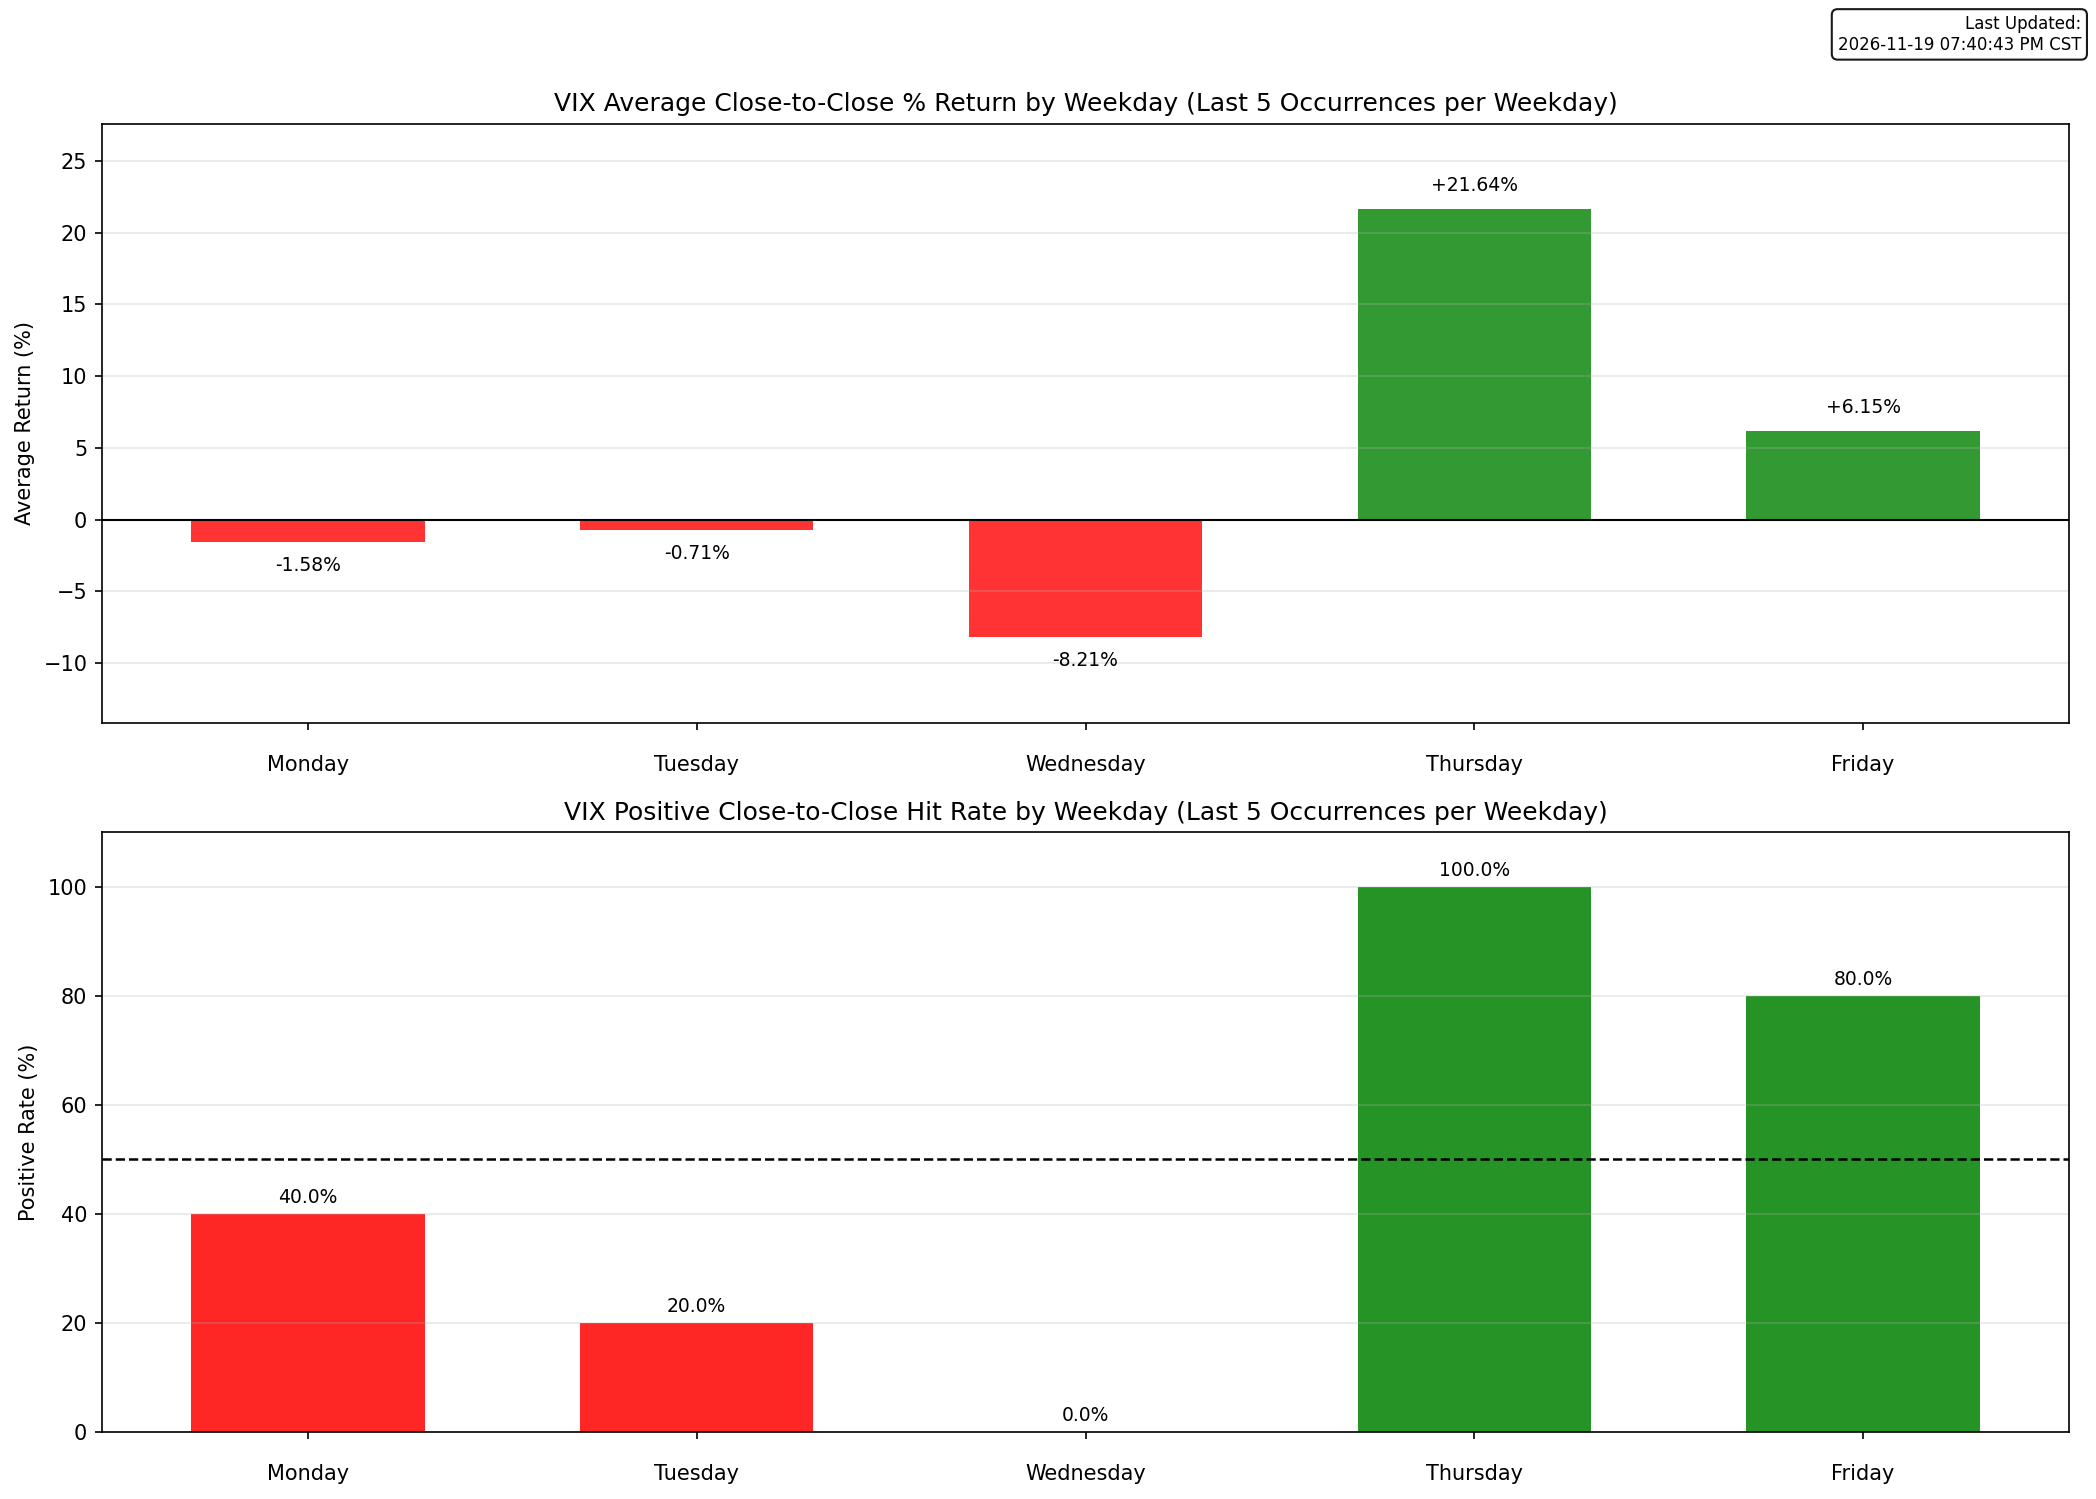 Last Updated:
2026-11-19 07:40:43 PM CST
VIX Average Close-to-Close % Return by Weekday (Last 5 Occurrences per Weekday)
Average Return (%)
25
20
15
10
5
0
−5
−10
+21.64%
+6.15%
-1.58%
-0.71%
-8.21%
Monday
Tuesday
Wednesday
Thursday
Friday
VIX Positive Close-to-Close Hit Rate by Weekday (Last 5 Occurrences per Weekday)
Positive Rate (%)
100
80
60
40
20
0
100.0%
80.0%
40.0%
20.0%
0.0%
Monday
Tuesday
Wednesday
Thursday
Friday